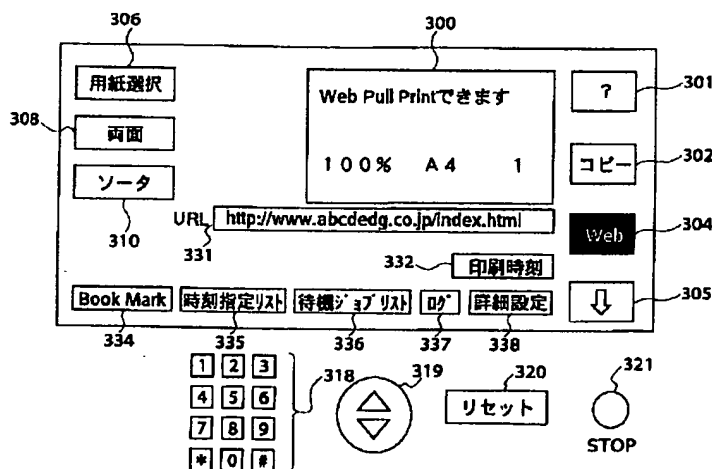 306
300
用紙選択
Web Pull Printできます
?
301
308
両面
100% A4 1
コピー
302
ソータ
310
URL
http://www.abcdedg.co.jp/index.html
Web
304
331
332
印刷時刻
Book Mark
時刻指定リスト
待機ジョブリスト
ログ
詳細設定
⇩
305
334
335
336
337
338
1 2 3
318
319
320
321
4 5 6
リセット
7 8 9
STOP
* 0 #